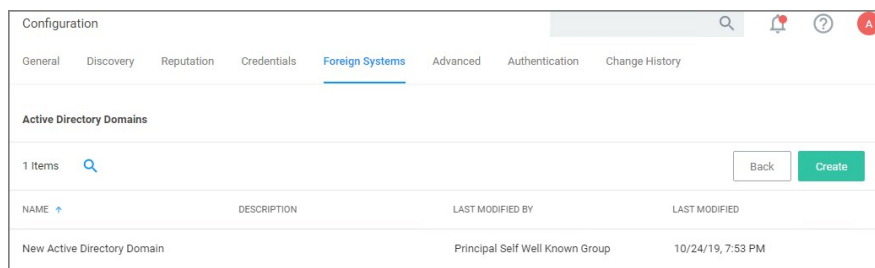 Configuration
A
General Discovery Reputation Credentials Foreign Systems Advanced Authentication Change History
Active Directory Domains
1 Items Back Create
NAME DESCRIPTION LAST MODIFIED BY LAST MODIFIED
New Active Directory Domain Principal Self Well Known Group 10/24/19, 7:53 PM